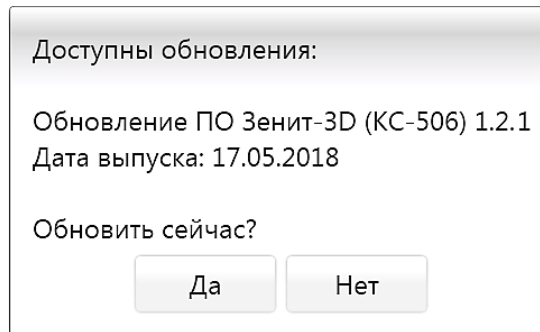 Доступны обновления:
Обновление ПО Зенит-3D (КС-506) 1.2.1
Дата выпуска: 17.05.2018
Обновить сейчас?
Да
Нет